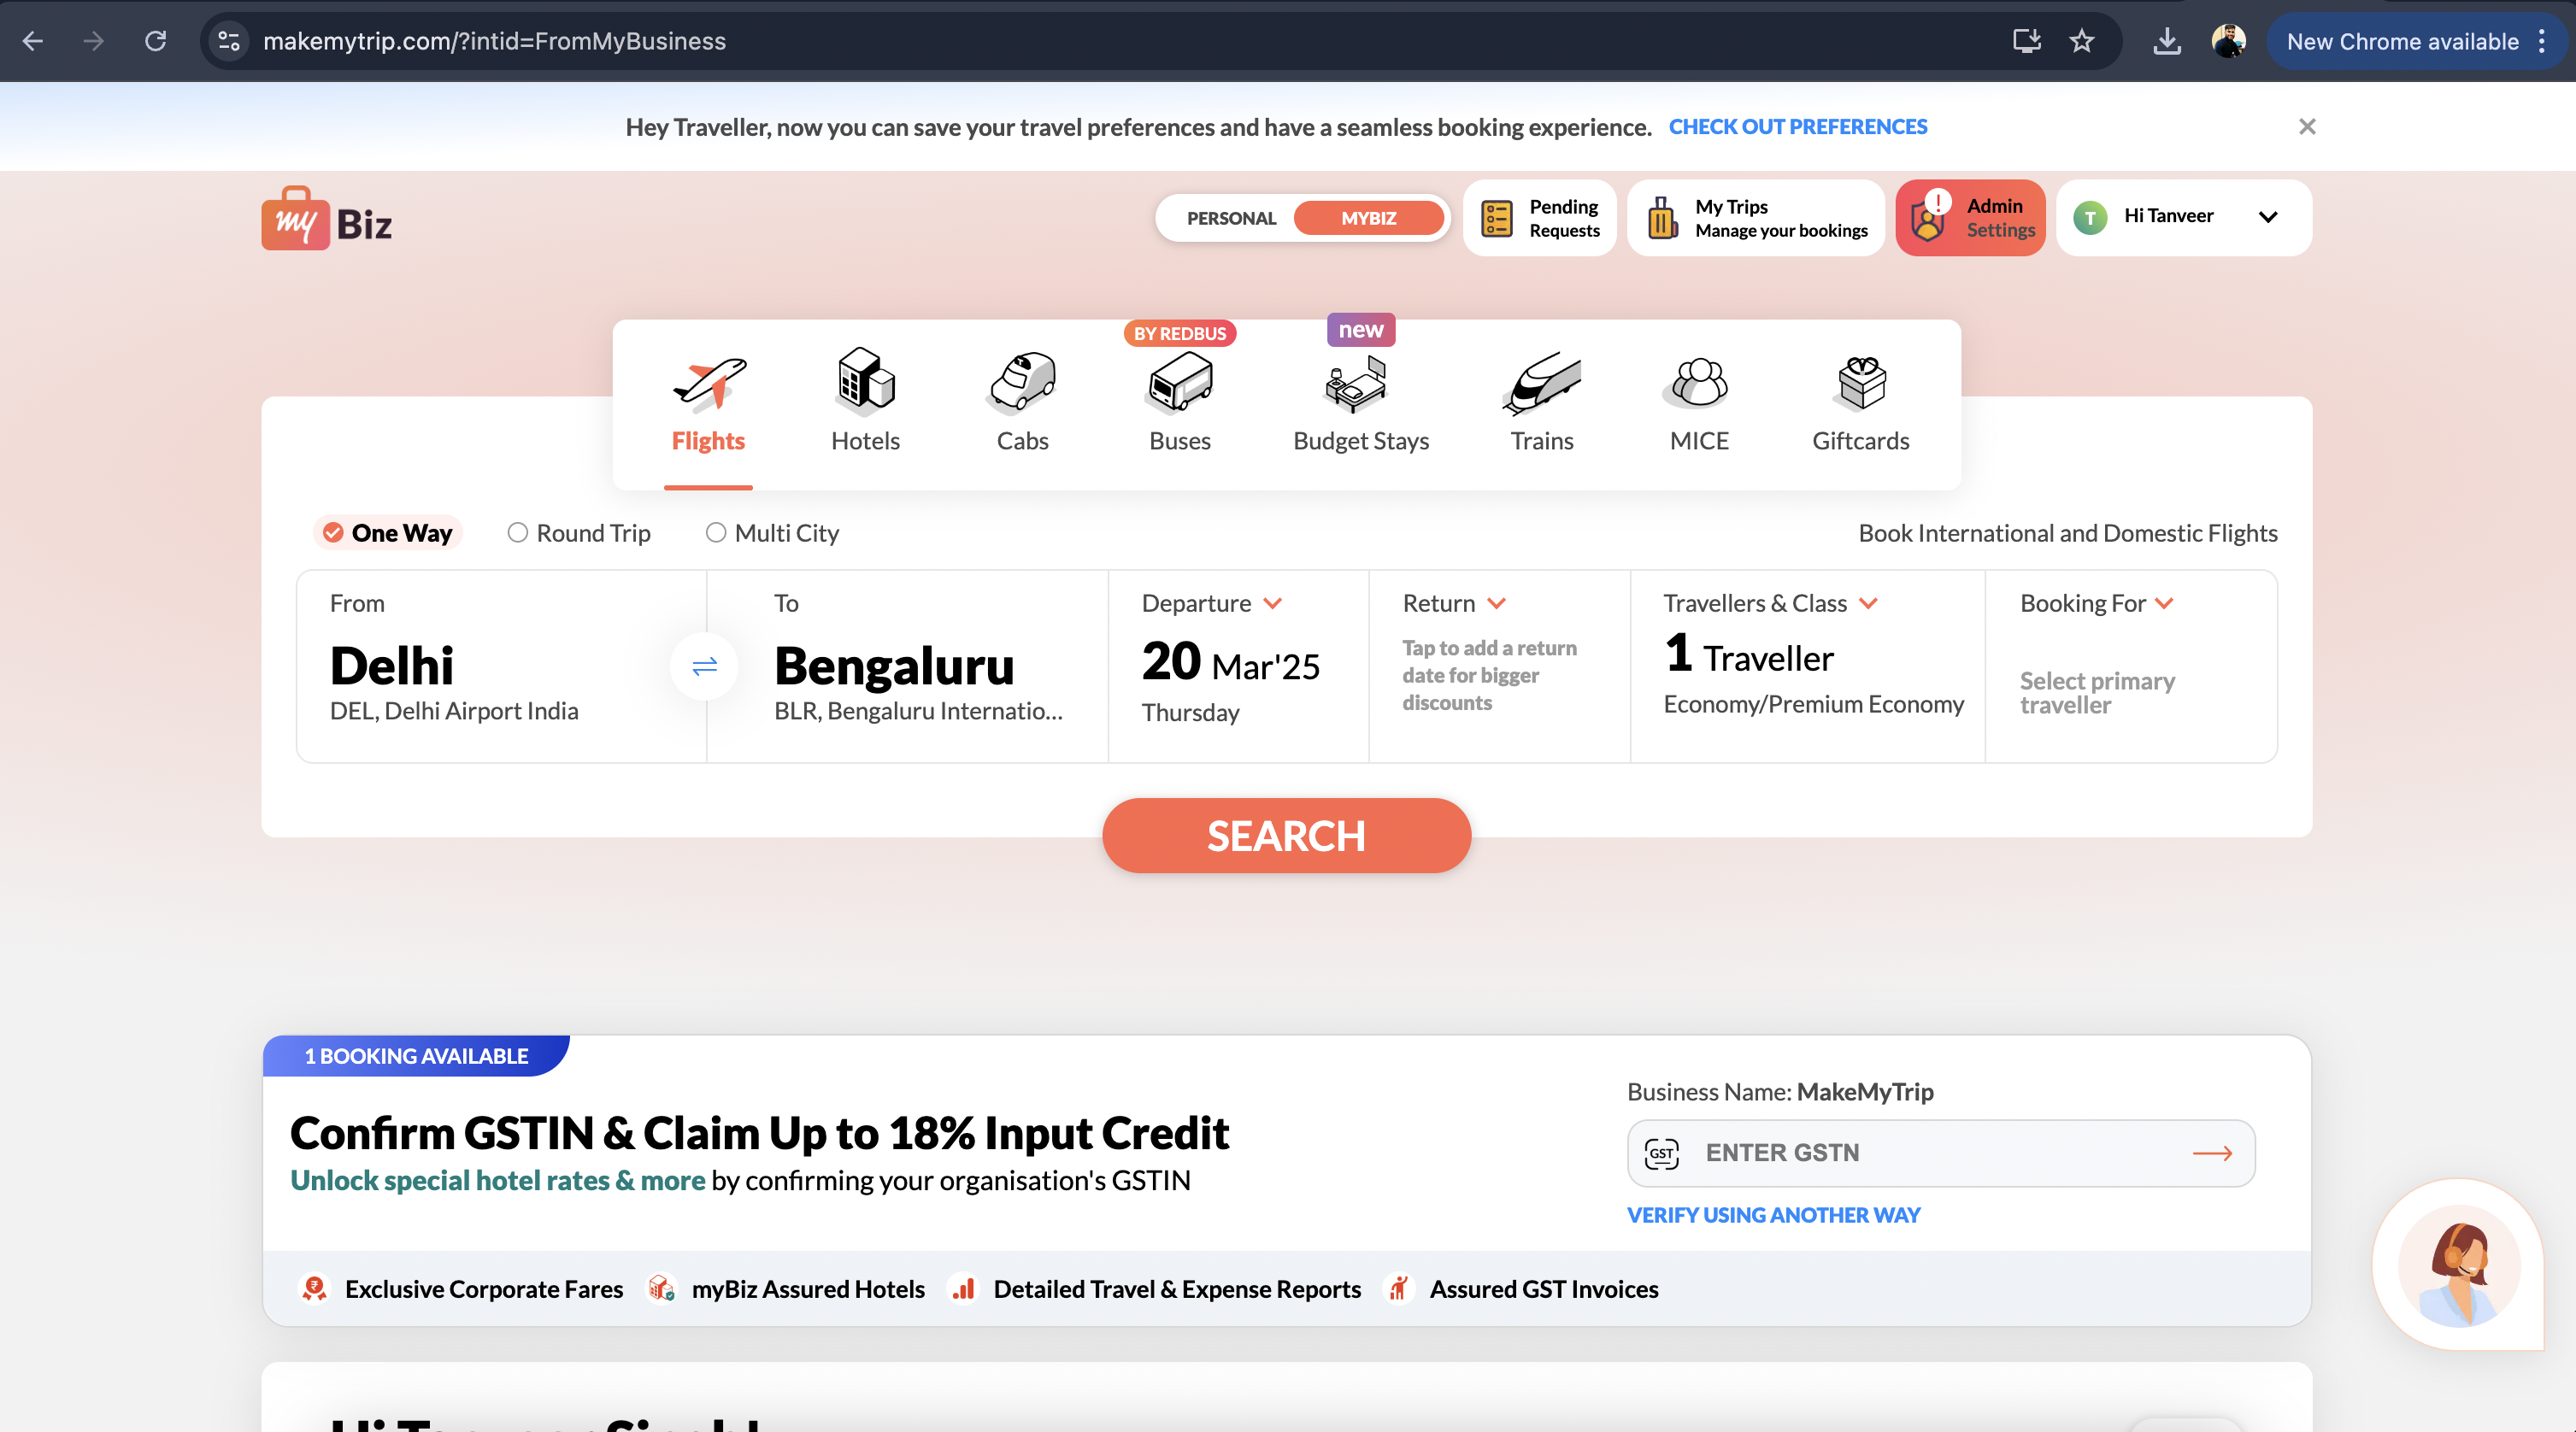 makemytrip.com/?intid=FromMyBusiness
New Chrome available
Hey Traveller, now you can save your travel preferences and have a seamless booking experience. CHECK OUT PREFERENCES
my Biz
PERSONAL MYBIZ
Pending
Requests
My Trips
Manage your bookings
Admin
Settings
T Hi Tanveer
BY REDBUS
new
Flights Hotels Cabs Buses Budget Stays Trains MICE Giftcards
One Way Round Trip Multi City
Book International and Domestic Flights
From
Delhi
DEL, Delhi Airport India
To
Bengaluru
BLR, Bengaluru Internatio...
Departure
20 Mar'25
Thursday
Return
Tap to add a return
date for bigger
discounts
Travellers & Class
1 Traveller
Economy/Premium Economy
Booking For
Select primary
traveller
SEARCH
1 BOOKING AVAILABLE
Confirm GSTIN & Claim Up to 18% Input Credit
Unlock special hotel rates & more by confirming your organisation's GSTIN
Business Name: MakeMyTrip
GST ENTER GSTN
VERIFY USING ANOTHER WAY
Exclusive Corporate Fares myBiz Assured Hotels Detailed Travel & Expense Reports Assured GST Invoices